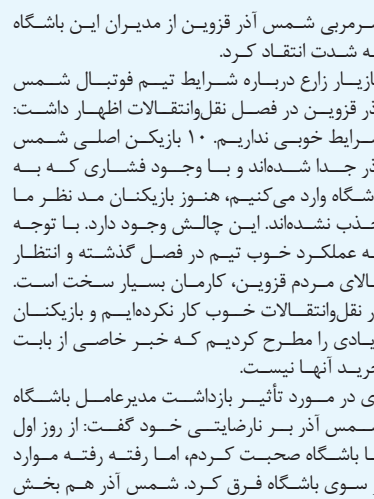 سرمربی شمس آذر قزوین از مدیران این باشگاه
به شدت انتقاد کرد.
مازیار زارع درباره شرایط تیم فوتبال شمس
آذر قزوین در فصل نقل‌وانتقالات اظهار داشت:
شرایط خوبی نداریم. ۱۰ بازیکن اصلی شمس
آذر جدا شده‌اند و با وجود فشاری که به
باشگاه وارد می‌کنیم، هنوز بازیکنان مد نظر ما
جذب نشده‌اند. این چالش وجود دارد. با توجه
به عملکرد خوب تیم در فصل گذشته و انتظار
بالای مردم قزوین، کارمان بسیار سخت است.
در نقل‌وانتقالات خوب کار نکرده‌ایم و بازیکنان
زیادی را مطرح کردیم که خبر خاصی از بابت
خرید آنها نیست.
وی در مورد تأثیر بازداشت مدیرعامل باشگاه
شمس آذر بر نارضایتی خود گفت: از روز اول
با باشگاه صحبت کردم، اما رفته رفته موارد
از سوی باشگاه فرق کرد. شمس آذر هم بخش